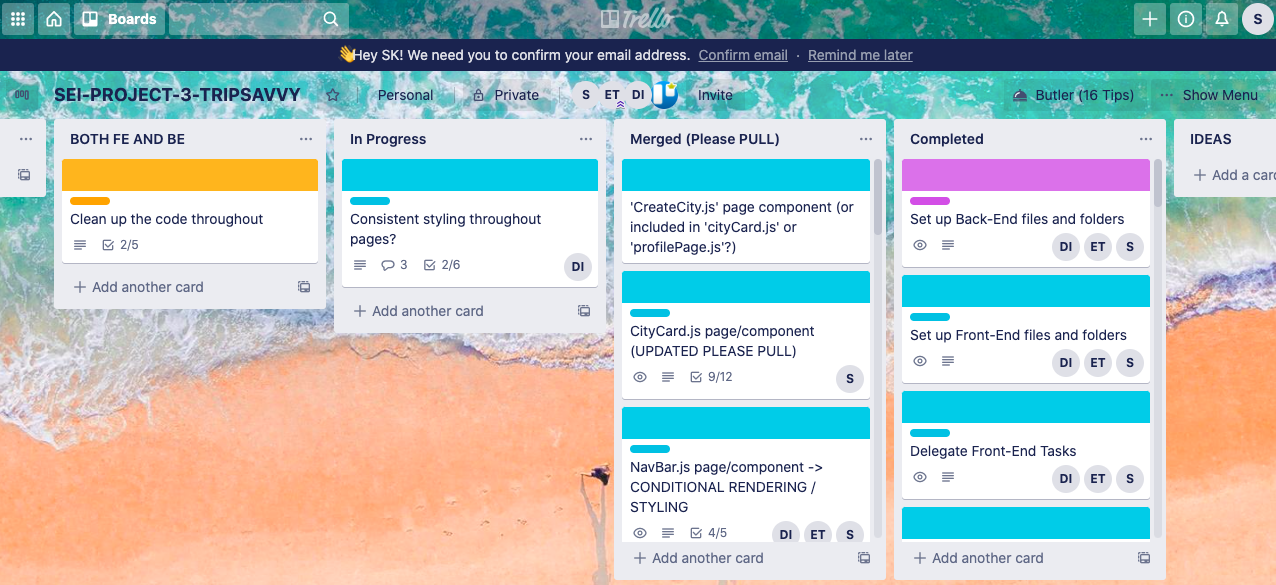 Boards
Trello
S
Hey SK! We need you to confirm your email address. Confirm email · Remind me later
SEI-PROJECT-3-TRIPSAVVY
Personal
Private
S
ET
DI
Invite
Butler (16 Tips)
Show Menu
BOTH FE AND BE
Clean up the code throughout
2/5
+ Add another card
In Progress
Consistent styling throughout
pages?
3
2/6
DI
+ Add another card
Merged (Please PULL)
'CreateCity.js' page component (or
included in 'cityCard.js' or
'profilePage.js'?)
CityCard.js page/component
(UPDATED PLEASE PULL)
9/12
S
NavBar.js page/component ->
CONDITIONAL RENDERING /
STYLING
4/5
DI
ET
S
+ Add another card
Completed
Set up Back-End files and folders
DI
ET
S
Set up Front-End files and folders
DI
ET
S
Delegate Front-End Tasks
DI
ET
S
+ Add another card
IDEAS
+ Add a card